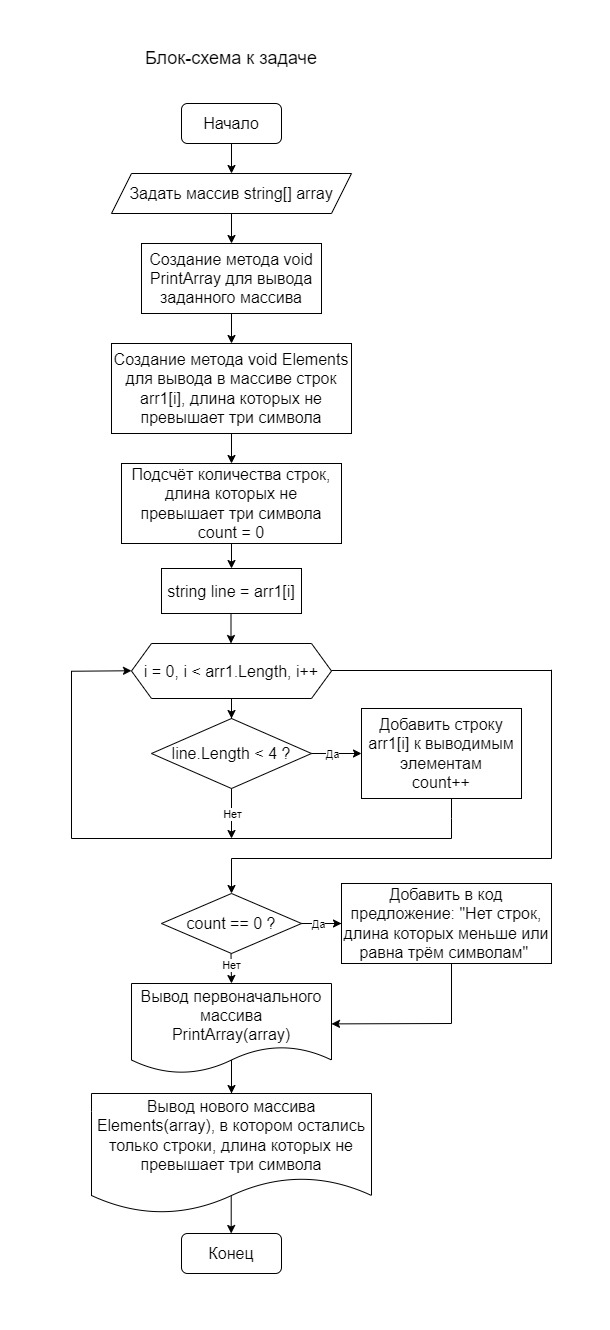 Блок-схема к задаче
Начало
Задать массив string[] array
Создание метода void
PrintArray для вывода
заданного массива
Создание метода void Elements
для вывода в массиве строк
arr1[i], длина которых не
превышает три символа
Подсчёт количества строк,
длина которых не
превышает три символа
count = 0
string line = arr1[i]
i = 0, i < arr1.Length, i++
line.Length < 4 ?
Да
Добавить строку
arr1[i] к выводимым
элементам
count++
Нет
count == 0 ?
Да
Добавить в код
предложение: "Нет строк,
длина которых меньше или
равна трём символам"
Нет
Вывод первоначального
массива
PrintArray(array)
Вывод нового массива
Elements(array), в котором остались
только строки, длина которых не
превышает три символа
Конец